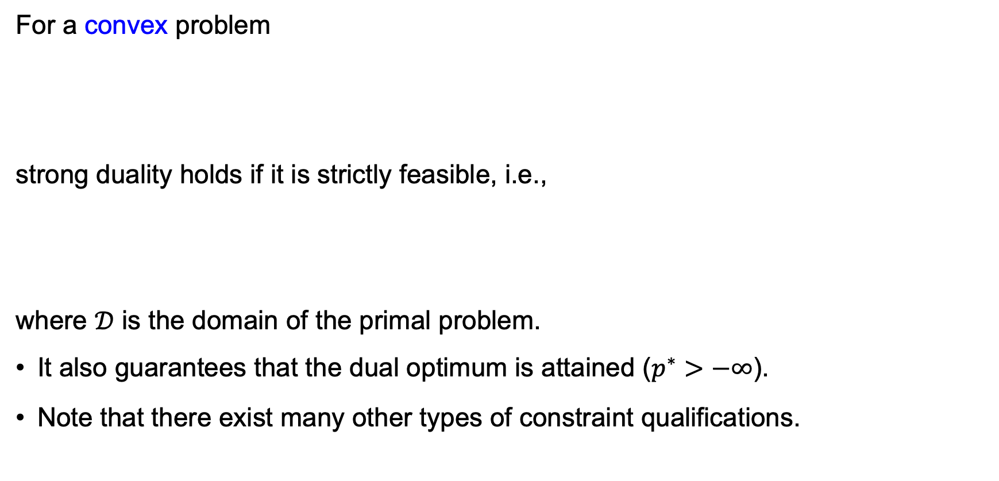 For a convex problem
strong duality holds if it is strictly feasible, i.e.,
where 𝒟 is the domain of the primal problem.
• It also guarantees that the dual optimum is attained (p* > −∞).
• Note that there exist many other types of constraint qualifications.